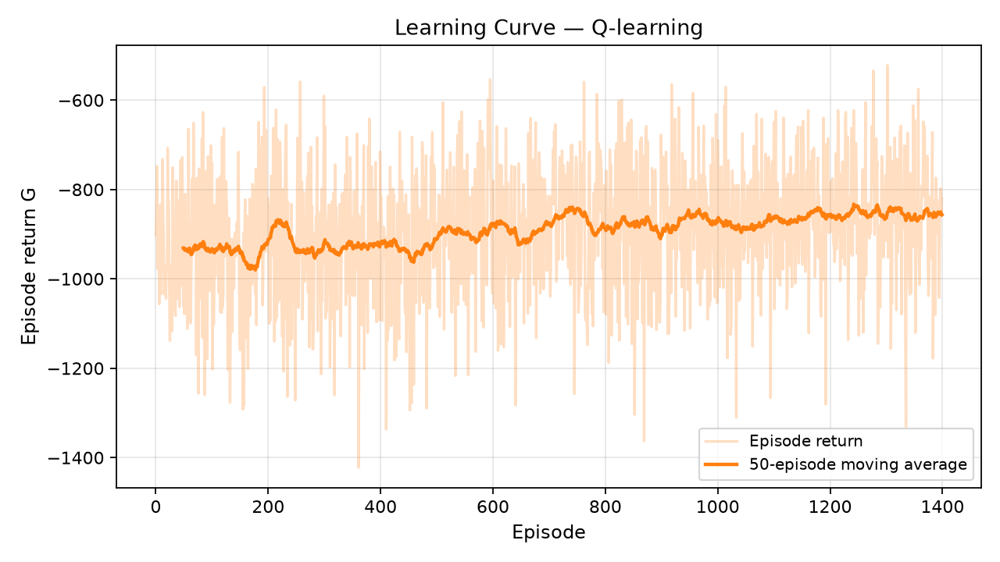 Learning Curve — Q-learning
Episode return G
−600
−800
−1000
−1200
−1400
0 200 400 600 800 1000 1200 1400
Episode
Episode return
50-episode moving average